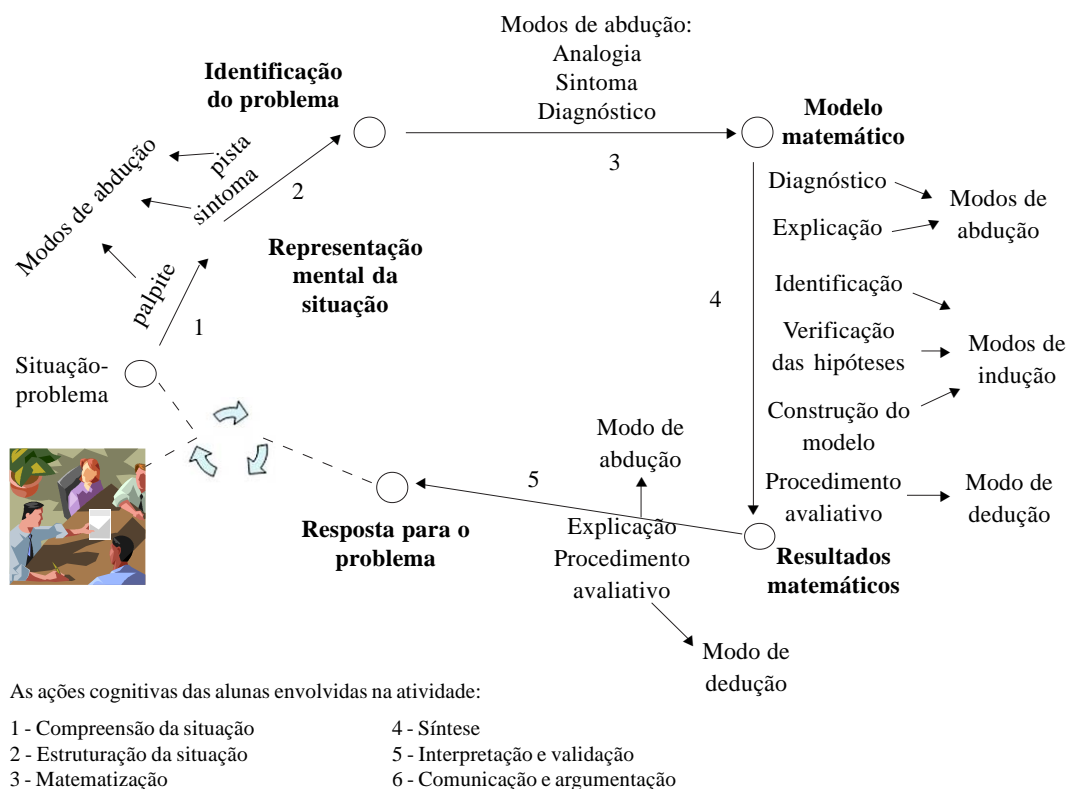 Modos de abdução:
Analogia
Sintoma
Diagnóstico
Identificação
do problema
3
Modelo
matemático
Modos de abdução
pista
sintoma
2
palpite
1
Representação
mental da
situação
Situação-
problema
4
Diagnóstico
Explicação
Modos de
abdução
Identificação
Verificação
das hipóteses
Construção do
modelo
Modos de
indução
Procedimento
avaliativo
Modo de
dedução
Resultados
matemáticos
5
Modo de
abdução
Explicação
Procedimento
avaliativo
Modo de
dedução
Resposta para o
problema
As ações cognitivas das alunas envolvidas na atividade:
1 - Compreensão da situação
2 - Estruturação da situação
3 - Matematização
4 - Síntese
5 - Interpretação e validação
6 - Comunicação e argumentação